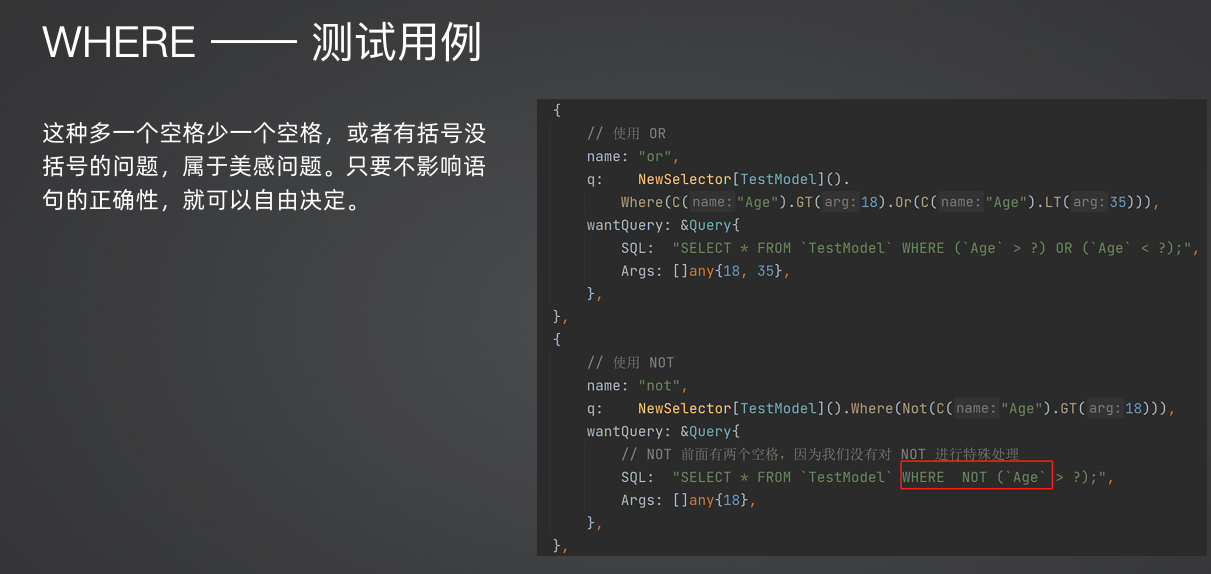 WHERE —— 测试用例
这种多一个空格少一个空格，或者有括号没
括号的问题，属于美感问题。只要不影响语
句的正确性，就可以自由决定。
{
// 使用 OR
name: "or",
q:    NewSelector[TestModel]().
Where(C( name: "Age").GT( arg: 18).Or(C( name: "Age").LT( arg: 35))),
wantQuery: &Query{
SQL:  "SELECT * FROM `TestModel` WHERE (`Age` > ?) OR (`Age` < ?);",
Args: []any{18, 35},
},
},
{
// 使用 NOT
name: "not",
q:    NewSelector[TestModel]().Where(Not(C( name: "Age").GT( arg: 18))),
wantQuery: &Query{
// NOT 前面有两个空格，因为我们没有对 NOT 进行特殊处理
SQL:  "SELECT * FROM `TestModel` WHERE  NOT (`Age` > ?);",
Args: []any{18},
},
},